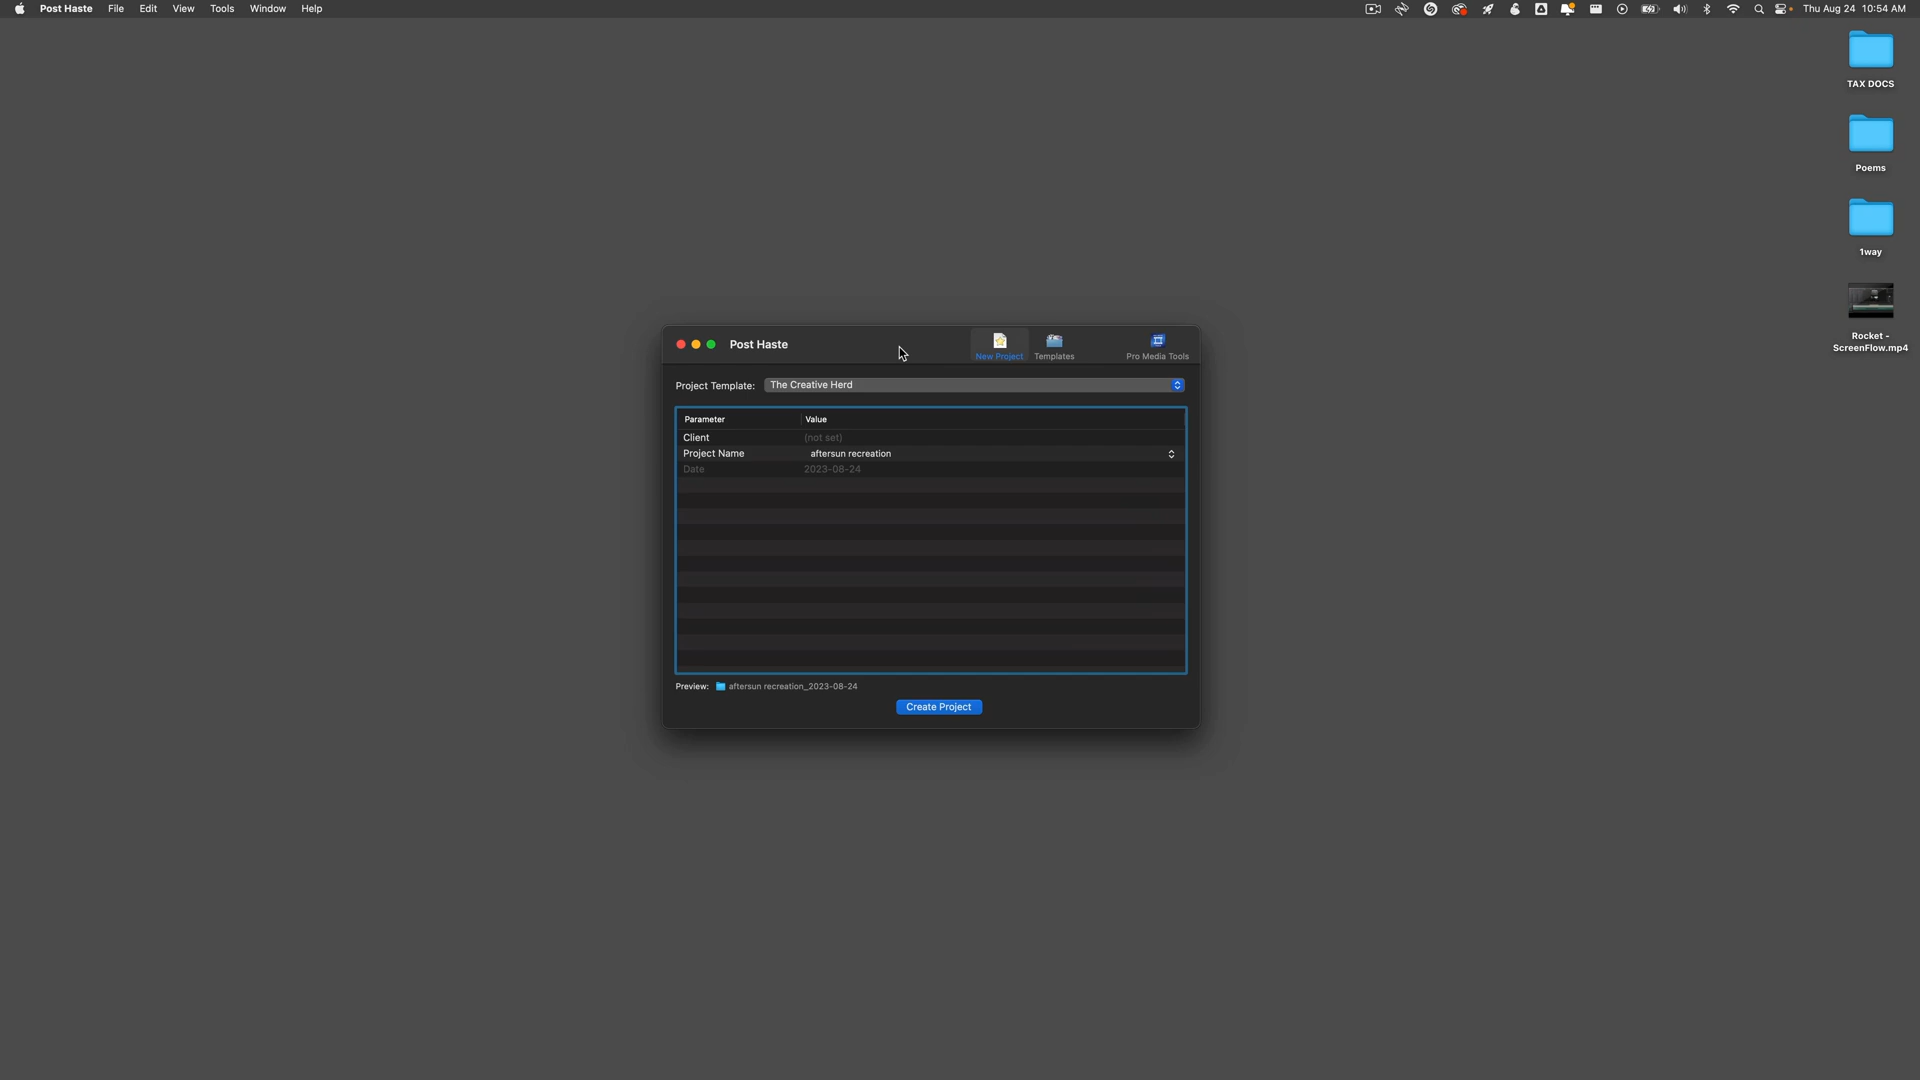 Post Haste File Edit View Tools Window Help Thu Aug 24 10:54 AM
TAX DOCS
Poems
1way
Rocket -
ScreenFlow.mp4
Post Haste
New Project Templates Pro Media Tools
Project Template: The Creative Herd
Parameter Value
Client (not set)
Project Name aftersun recreation
Date 2023-08-24
Preview: aftersun recreation_2023-08-24
Create Project